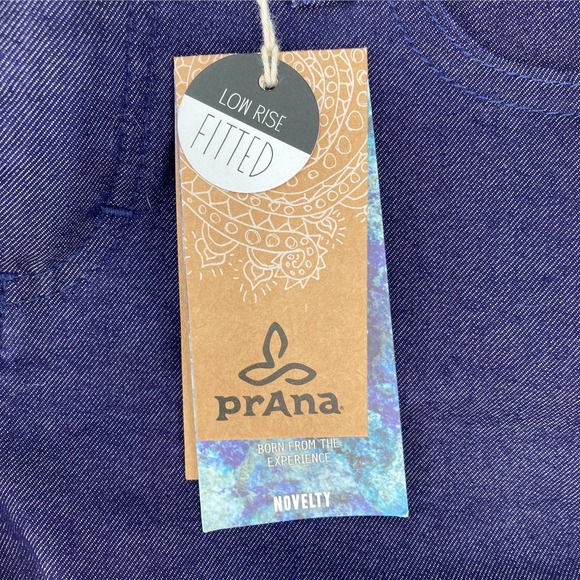 LOW RISE
FITTED
prAna
BORN FROM THE
EXPERIENCE
NOVELTY